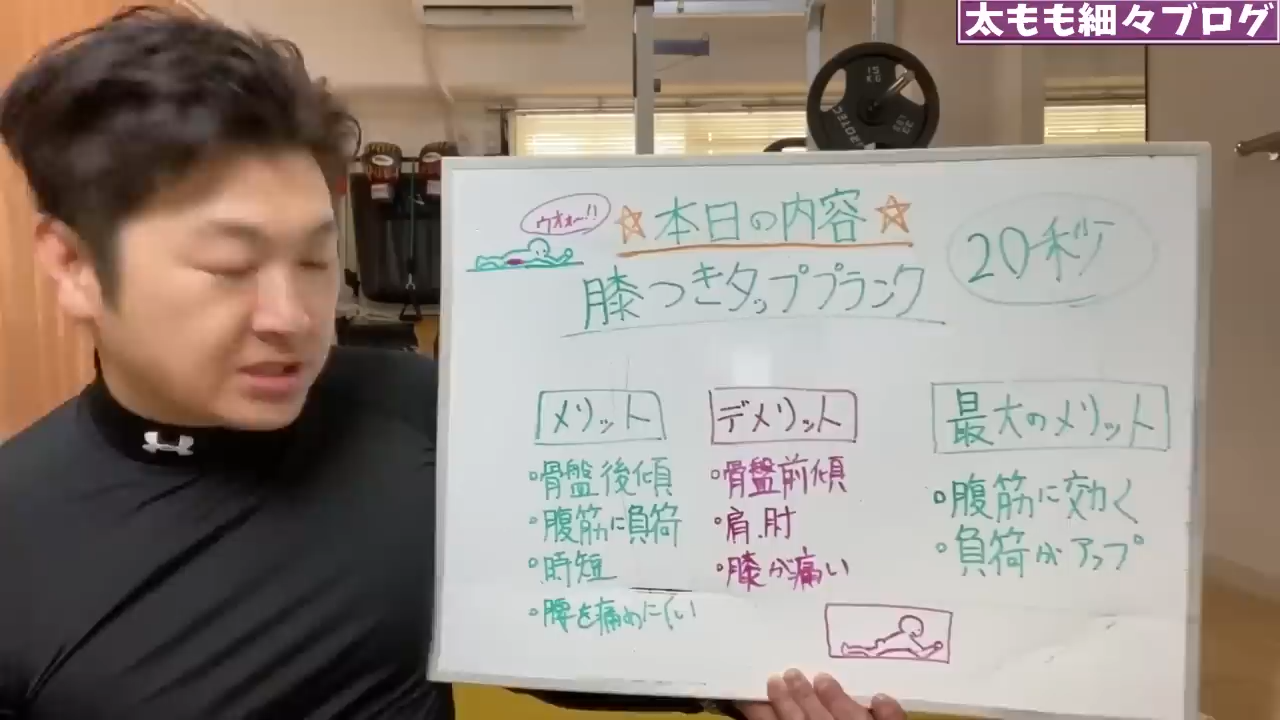 太もも細々ブログ
ウオォー!!
☆本日の内容☆
20秒
膝つきタッププランク
メリット
・骨盤後傾
・腹筋に負荷
・時短
・腰を痛めにくい
デメリット
・骨盤前傾
・肩、肘
・膝が痛い
最大のメリット
・腹筋に効く
・負荷がアップ
15
33
LBS